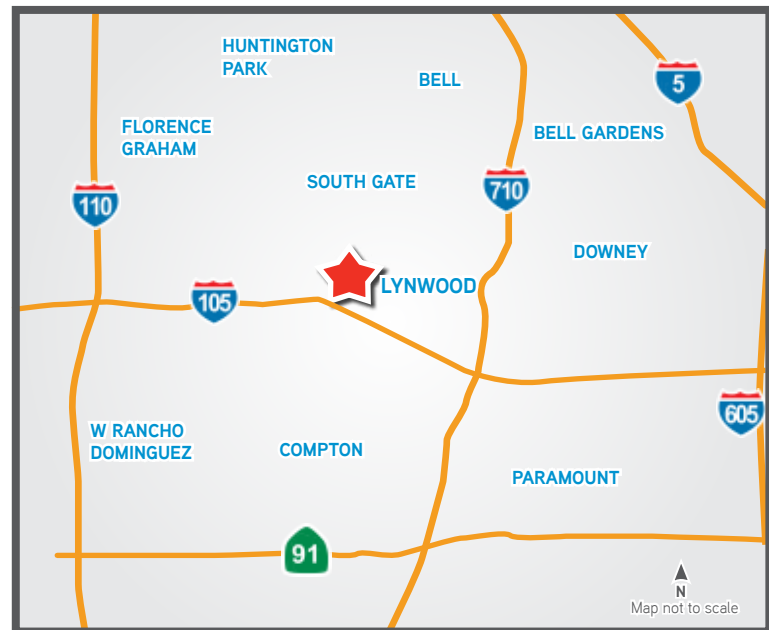 HUNTINGTON
PARK
BELL
5
FLORENCE
GRAHAM
BELL GARDENS
SOUTH GATE
110
710
DOWNEY
LYNWOOD
105
605
W RANCHO
DOMINGUEZ
COMPTON
PARAMOUNT
91
N
Map not to scale